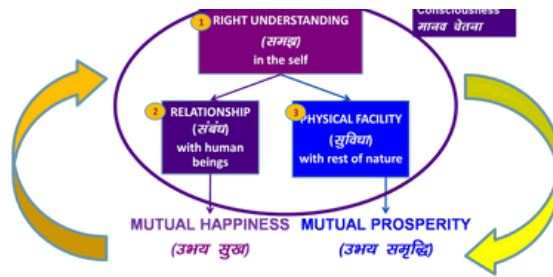 Consciousness
मानव चेतना
1
RIGHT UNDERSTANDING
(समझ)
in the self
2
RELATIONSHIP
(संबंध)
with human
beings
3
PHYSICAL FACILITY
(सुविधा)
with rest of nature
MUTUAL HAPPINESS
(उभय सुख)
MUTUAL PROSPERITY
(उभय समृद्धि)